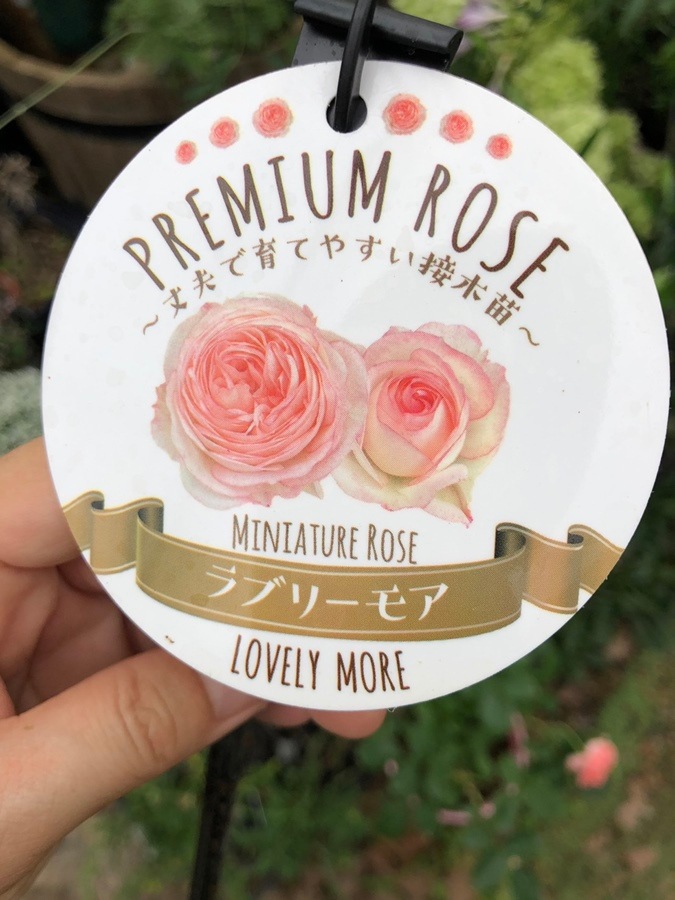 PREMIUM ROSE
~丈夫で育てやすい接木苗~
MINIATURE ROSE
ラブリーモア
LOVELY MORE